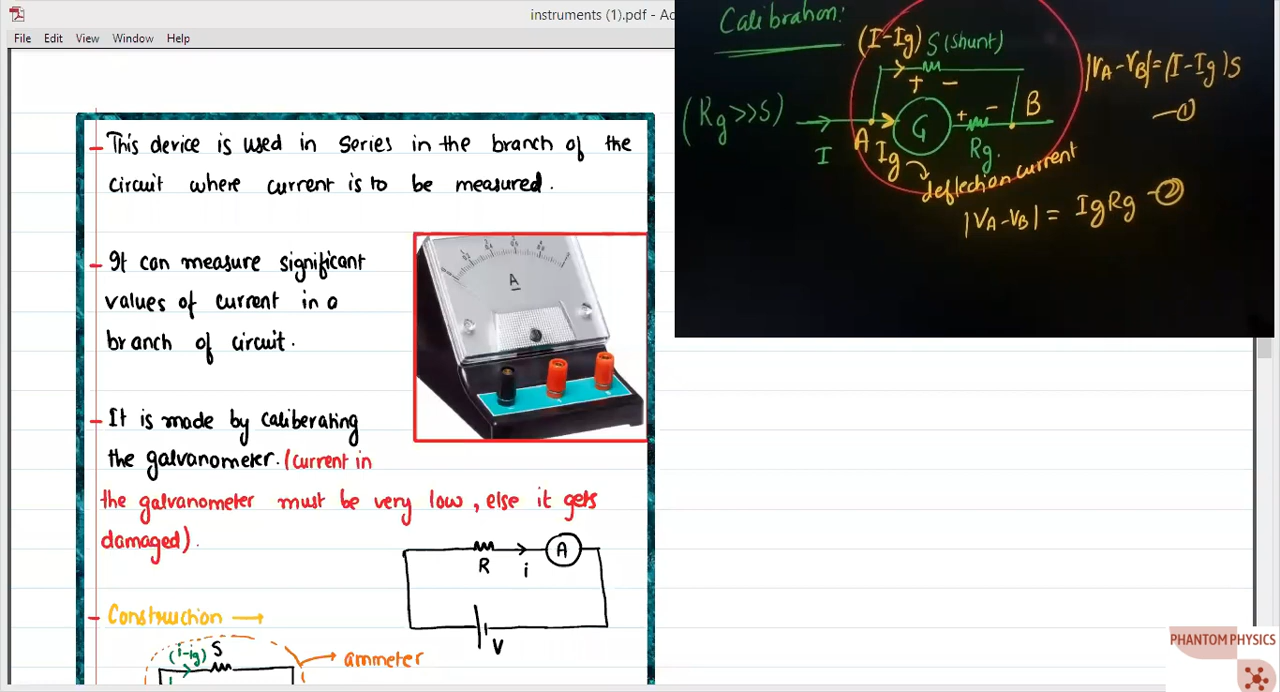 instruments (1).pdf - Ad
File Edit View Window Help
This device is used in series in the branch of the
circuit where current is to be measured.
It can measure significant
values of current in a
branch of circuit.
A
It is made by caliberating
the galvanometer. (current in
the galvanometer must be very low, else it gets
damaged).
R i A
V
Construction →
(i-ig) S
ammeter
Calibration:
(I-Ig) S (shunt)
+ -
|VA-VB| = (I-Ig)S
-①
(Rg>>S)
I
A Ig G + - Rg. B
deflection current
|VA-VB| = IgRg -②
PHANTOM PHYSICS